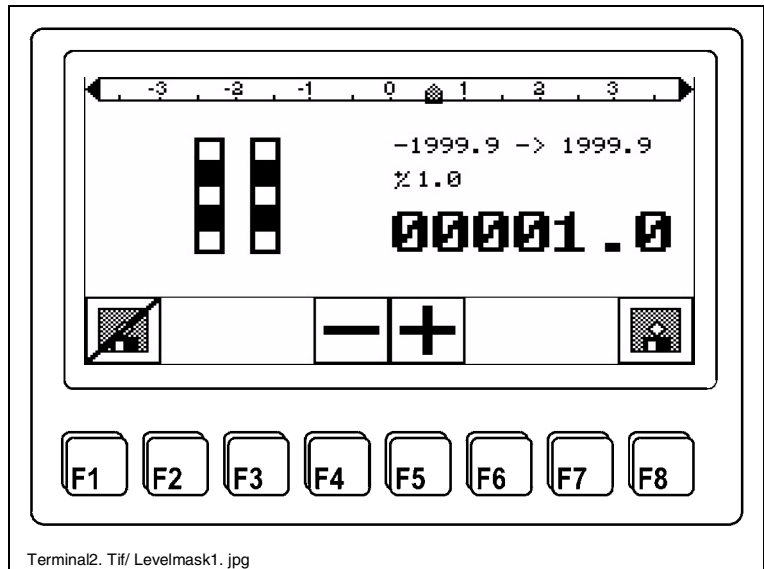 -3 -2 -1 0 1 2 3
-1999.9 -> 1999.9
⁺⁄₋ 1.0
00001.0
− +
F1 F2 F3 F4 F5 F6 F7 F8
Terminal2. Tif/ Levelmask1. jpg